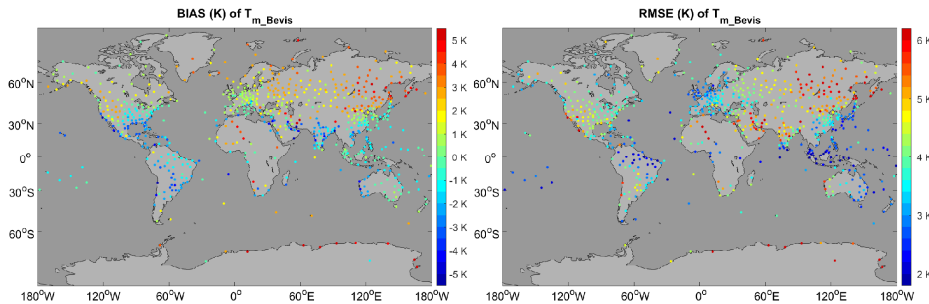 BIAS (K) of T_m_Bevis
RMSE (K) of T_m_Bevis
60°N
30°N
0°
30°S
60°S
180°W
120°W
60°W
0°
60°E
120°E
180°W
5 K
4 K
3 K
2 K
1 K
0 K
-1 K
-2 K
-3 K
-4 K
-5 K
60°N
30°N
0°
30°S
60°S
180°W
120°W
60°W
0°
60°E
120°E
180°W
6 K
5 K
4 K
3 K
2 K